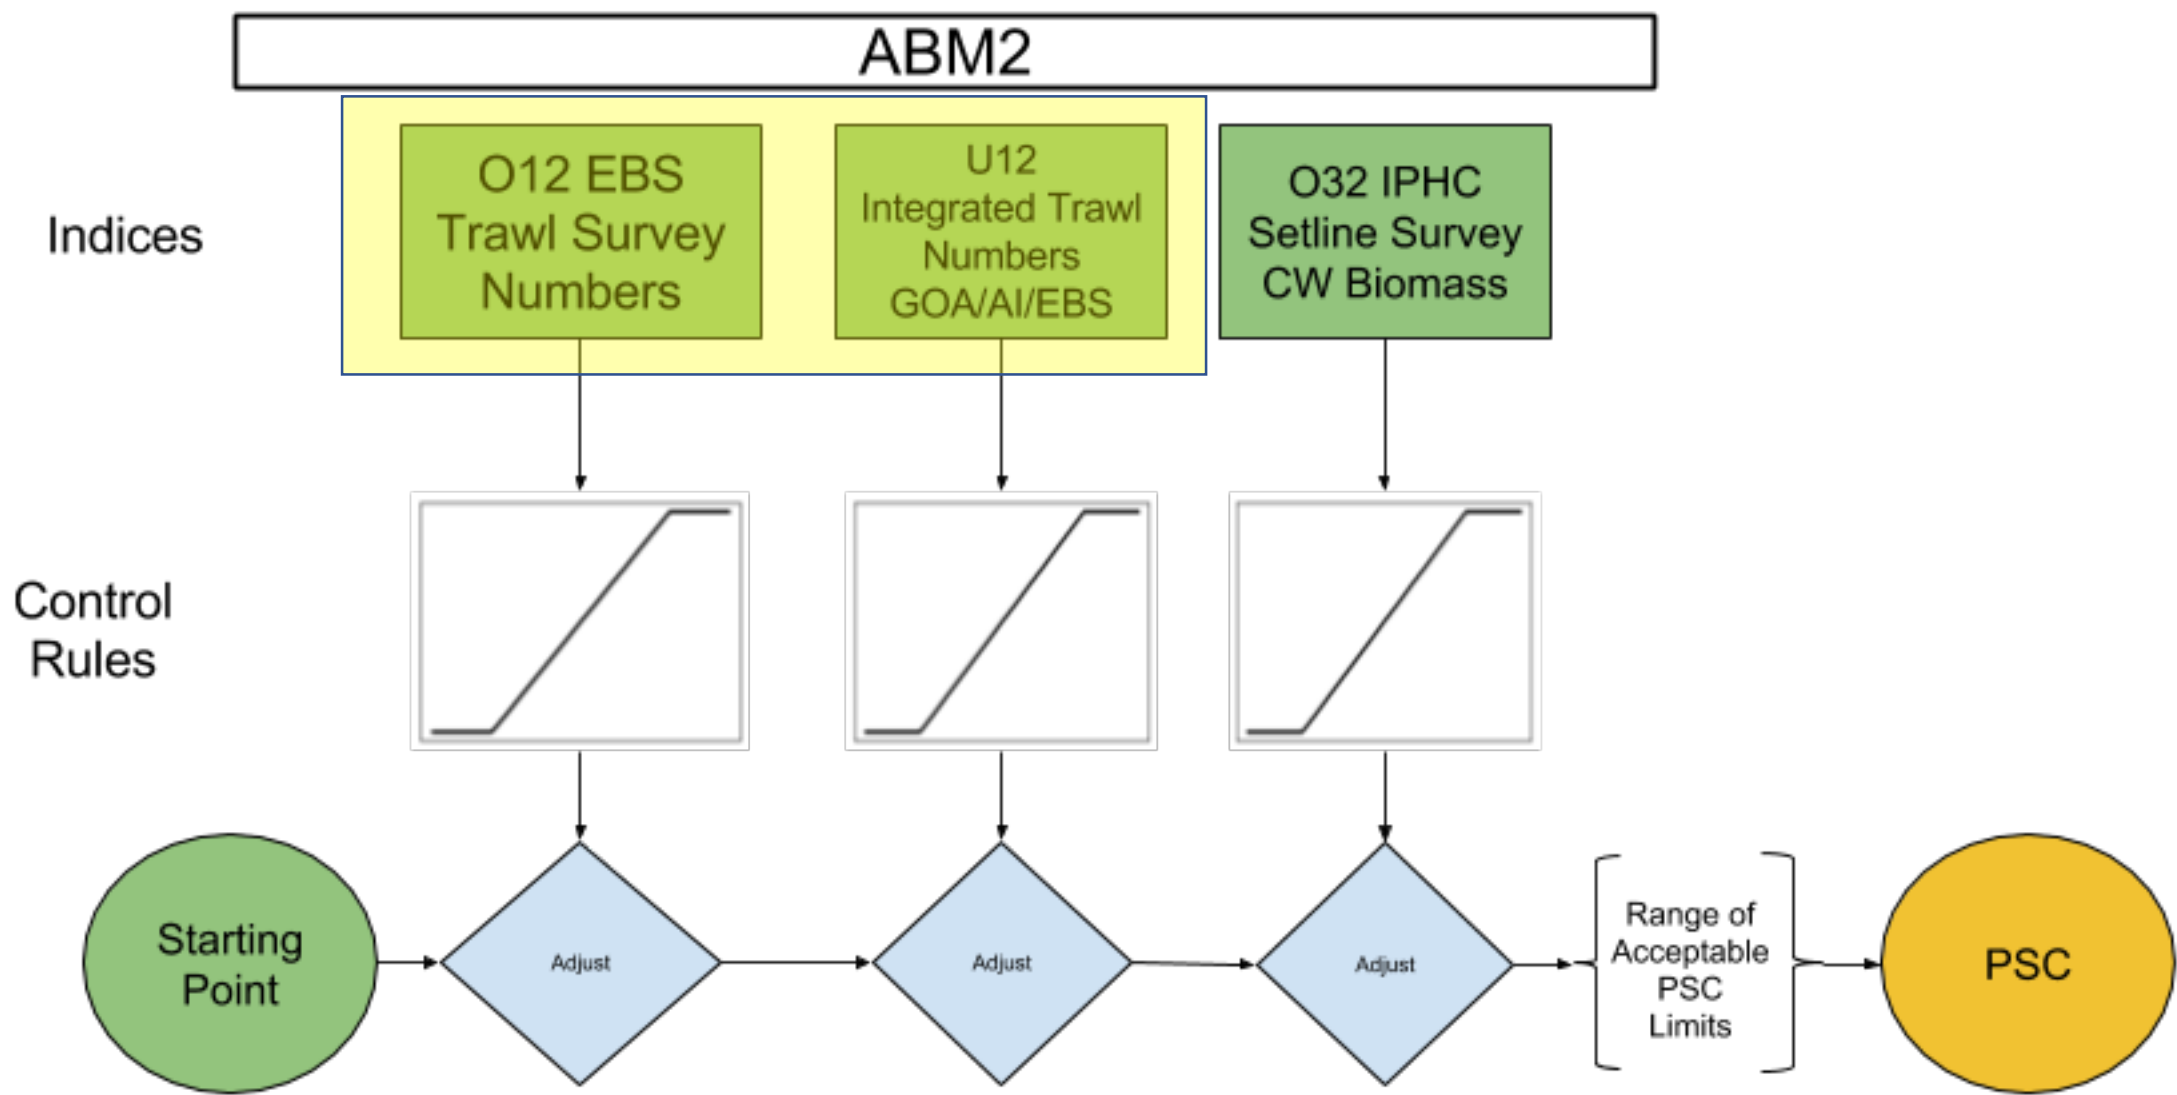 ABM2
Indices
O12 EBS
Trawl Survey
Numbers
U12
Integrated Trawl
Numbers
GOA/AI/EBS
O32 IPHC
Setline Survey
CW Biomass
Control
Rules
Starting
Point
Adjust
Adjust
Adjust
Range of
Acceptable
PSC
Limits
PSC